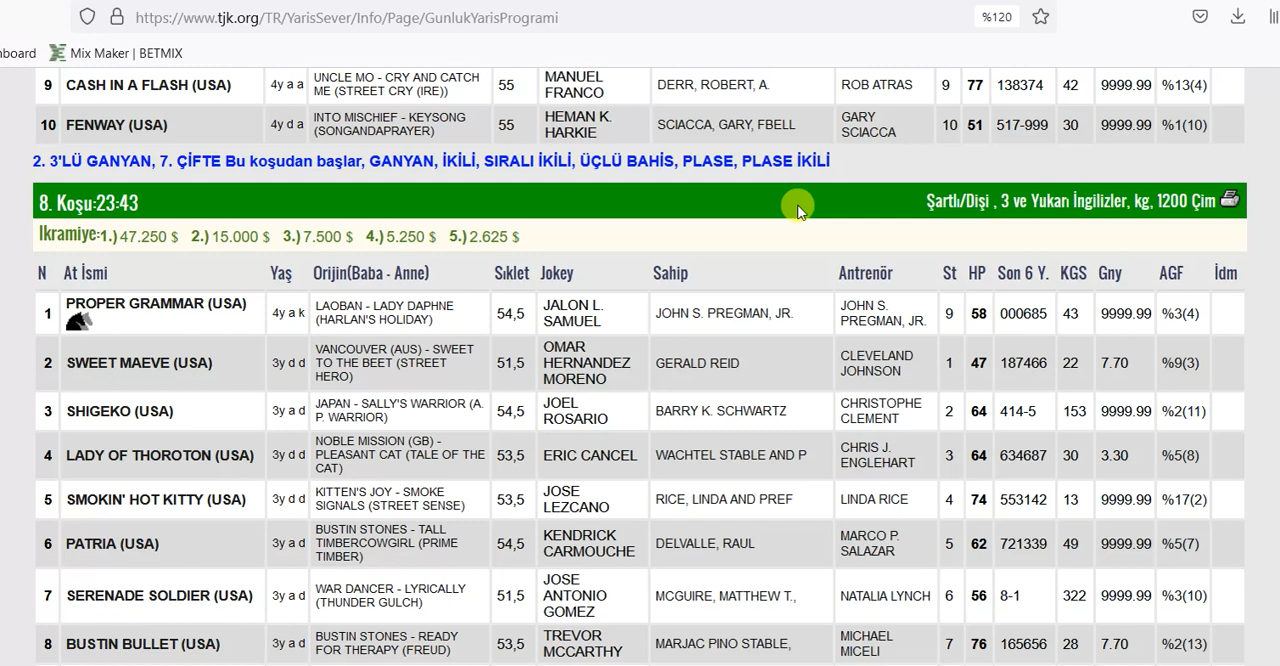 https://www.tjk.org/TR/YarisSever/Info/Page/GunlukYarisProgrami %120
board Mix Maker | BETMIX
9 CASH IN A FLASH (USA) 4y a a UNCLE MO - CRY AND CATCH ME (STREET CRY (IRE)) 55 MANUEL FRANCO DERR, ROBERT, A. ROB ATRAS 9 77 138374 42 9999.99 %13(4)
10 FENWAY (USA) 4y d a INTO MISCHIEF - KEYSONG (SONGANDAPRAYER) 55 HEMAN K. HARKIE SCIACCA, GARY, FBELL GARY SCIACCA 10 51 517-999 30 9999.99 %1(10)
2. 3'LÜ GANYAN, 7. ÇİFTE Bu koşudan başlar, GANYAN, İKİLİ, SIRALI İKİLİ, ÜÇLÜ BAHİS, PLASE, PLASE İKİLİ
8. Koşu:23:43 Şartlı/Dişi , 3 ve Yukarı İngilizler, kg, 1200 Çim
İkramiye:1.) 47.250 $ 2.) 15.000 $ 3.) 7.500 $ 4.) 5.250 $ 5.) 2.625 $
N At İsmi Yaş Orijin(Baba - Anne) Sıklet Jokey Sahip Antrenör St HP Son 6 Y. KGS Gny AGF İdm
1 PROPER GRAMMAR (USA) 4y a k LAOBAN - LADY DAPHNE (HARLAN'S HOLIDAY) 54,5 JALON L. SAMUEL JOHN S. PREGMAN, JR. JOHN S. PREGMAN, JR. 9 58 000685 43 9999.99 %3(4)
2 SWEET MAEVE (USA) 3y d d VANCOUVER (AUS) - SWEET TO THE BEET (STREET HERO) 51,5 OMAR HERNANDEZ MORENO GERALD REID CLEVELAND JOHNSON 1 47 187466 22 7.70 %9(3)
3 SHIGEKO (USA) 3y a d JAPAN - SALLY'S WARRIOR (A. P. WARRIOR) 54,5 JOEL ROSARIO BARRY K. SCHWARTZ CHRISTOPHE CLEMENT 2 64 414-5 153 9999.99 %2(11)
4 LADY OF THOROTON (USA) 3y d d NOBLE MISSION (GB) - PLEASANT CAT (TALE OF THE CAT) 53,5 ERIC CANCEL WACHTEL STABLE AND P CHRIS J. ENGLEHART 3 64 634687 30 3.30 %5(8)
5 SMOKIN' HOT KITTY (USA) 3y d d KITTEN'S JOY - SMOKE SIGNALS (STREET SENSE) 53,5 JOSE LEZCANO RICE, LINDA AND PREF LINDA RICE 4 74 553142 13 9999.99 %17(2)
6 PATRIA (USA) 3y a d BUSTIN STONES - TALL TIMBERCOWGIRL (PRIME TIMBER) 54,5 KENDRICK CARMOUCHE DELVALLE, RAUL MARCO P. SALAZAR 5 62 721339 49 9999.99 %5(7)
7 SERENADE SOLDIER (USA) 3y a d WAR DANCER - LYRICALLY (THUNDER GULCH) 51,5 JOSE ANTONIO GOMEZ MCGUIRE, MATTHEW T., NATALIA LYNCH 6 56 8-1 322 9999.99 %3(10)
8 BUSTIN BULLET (USA) 3y a d BUSTIN STONES - READY FOR THERAPY (FREUD) 53,5 TREVOR MCCARTHY MARJAC PINO STABLE, MICHAEL MICELI 7 76 165656 28 7.70 %2(13)